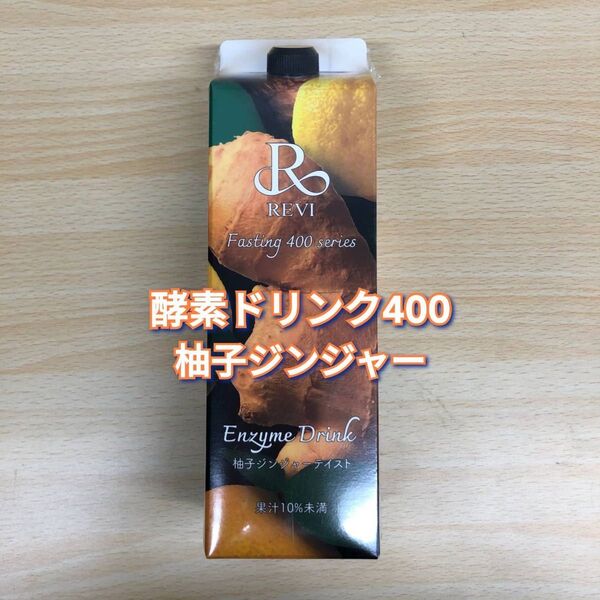 R
REVI
Fasting 400 series
酵素ドリンク400
柚子ジンジャー
Enzyme Drink
柚子ジンジャーテイスト
果汁10%未満